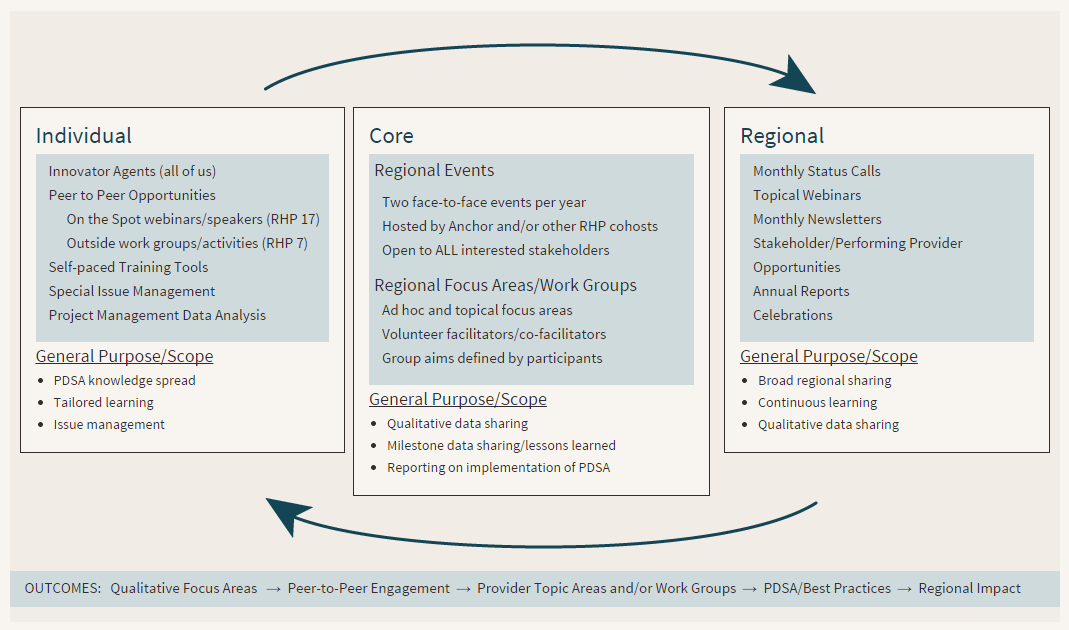 Individual
Innovator Agents (all of us)
Peer to Peer Opportunities
On the Spot webinars/speakers (RHP 17)
Outside work groups/activities (RHP 7)
Self-paced Training Tools
Special Issue Management
Project Management Data Analysis
General Purpose/Scope
• PDSA knowledge spread
• Tailored learning
• Issue management
Core
Regional Events
Two face-to-face events per year
Hosted by Anchor and/or other RHP cohosts
Open to ALL interested stakeholders
Regional Focus Areas/Work Groups
Ad hoc and topical focus areas
Volunteer facilitators/co-facilitators
Group aims defined by participants
General Purpose/Scope
• Qualitative data sharing
• Milestone data sharing/lessons learned
• Reporting on implementation of PDSA
Regional
Monthly Status Calls
Topical Webinars
Monthly Newsletters
Stakeholder/Performing Provider
Opportunities
Annual Reports
Celebrations
General Purpose/Scope
• Broad regional sharing
• Continuous learning
• Qualitative data sharing
OUTCOMES: Qualitative Focus Areas → Peer-to-Peer Engagement → Provider Topic Areas and/or Work Groups → PDSA/Best Practices → Regional Impact